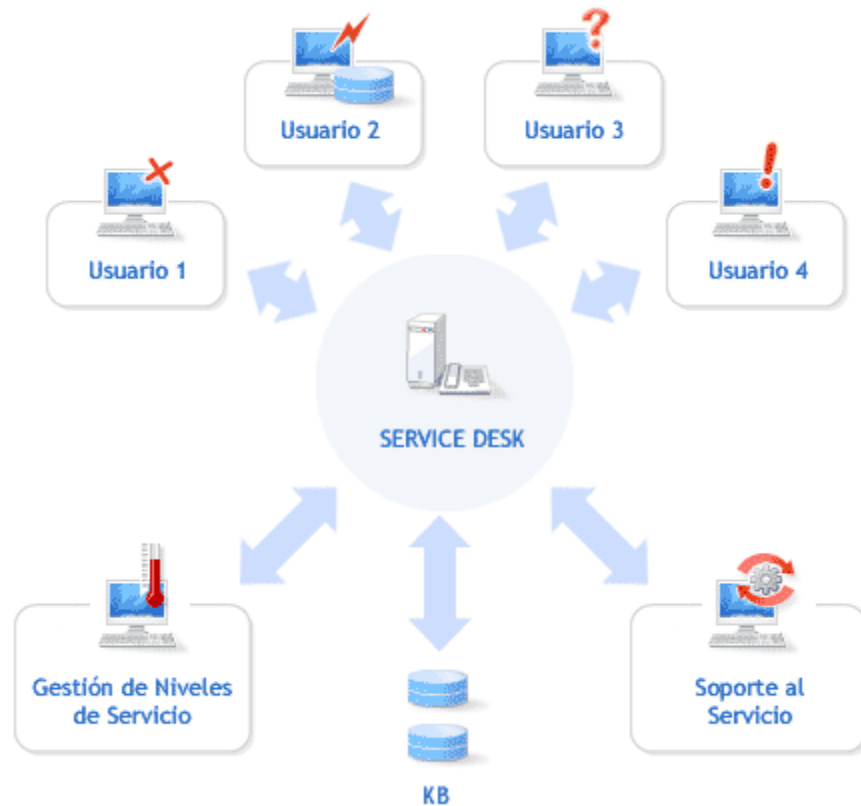 Usuario 2
Usuario 3
Usuario 1
Usuario 4
SERVICE DESK
Gestión de Niveles
de Servicio
Soporte al
Servicio
KB